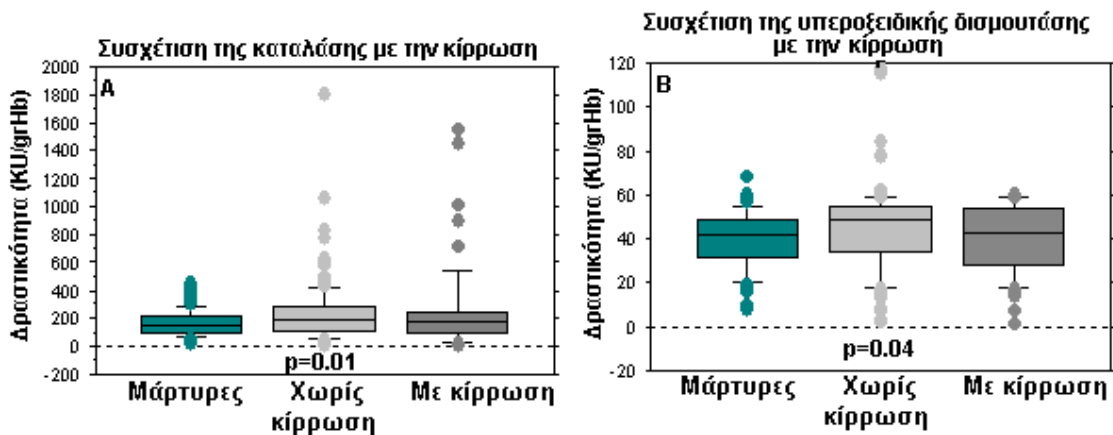 Συσχέτιση της καταλάσης με την κίρρωση
A
Δραστικότητα (KU/grHb)
2000
1800
1600
1400
1200
1000
800
600
400
200
0
-200
p=0.01
Μάρτυρες
Χωρίς
κίρρωση
Με κίρρωση
Συσχέτιση της υπεροξειδικής δισμουτάσης
με την κίρρωση
B
Δραστικότητα (KU/grHb)
120
100
80
60
40
20
0
-20
p=0.04
Μάρτυρες
Χωρίς
κίρρωση
Με κίρρωση